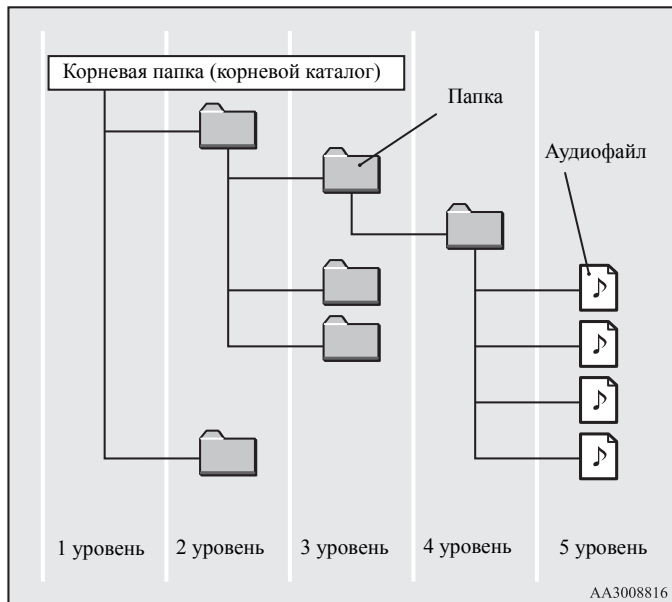 Корневая папка (корневой каталог)
Папка
Аудиофайл
1 уровень
2 уровень
3 уровень
4 уровень
5 уровень
AA3008816